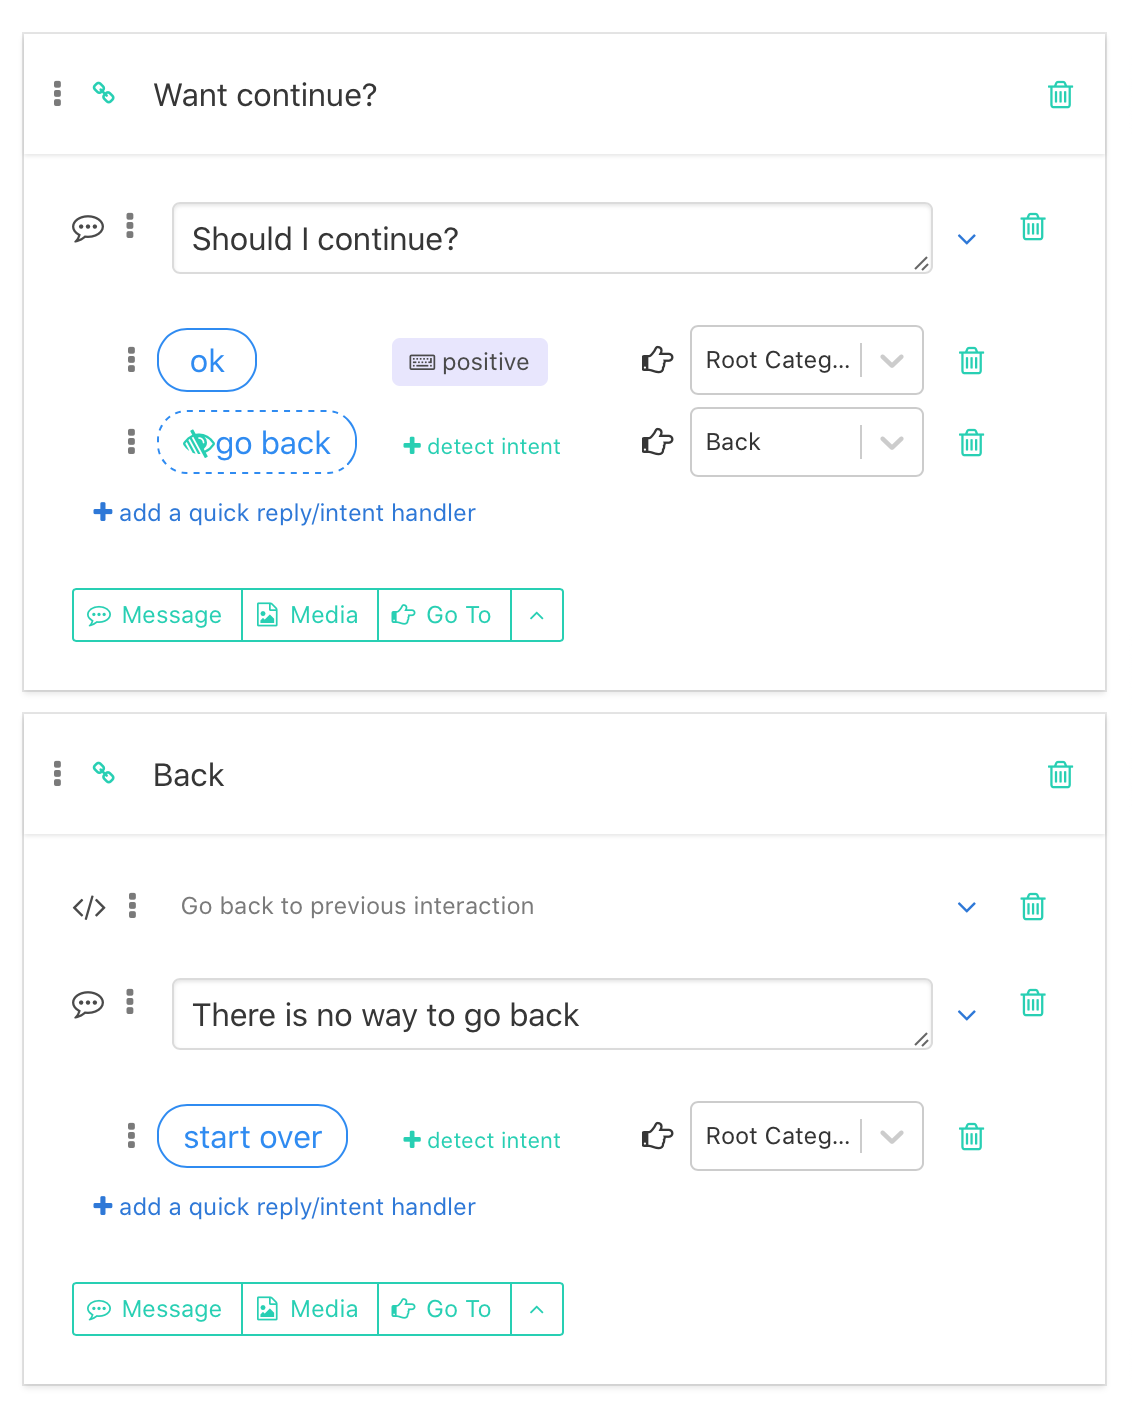 Want continue?
Should I continue?
ok positive Root Categ...
go back detect intent Back
add a quick reply/intent handler
Message Media Go To
Back
Go back to previous interaction
There is no way to go back
start over detect intent Root Categ...
add a quick reply/intent handler
Message Media Go To